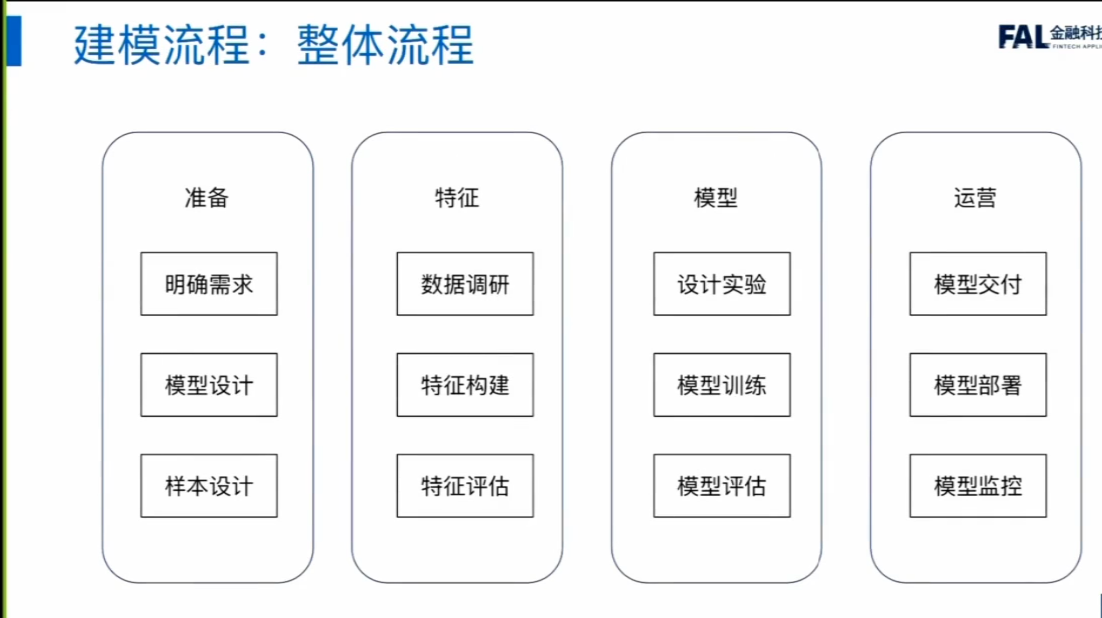 建模流程：整体流程
FAL 金融科技
FINTECH APPLI
准备
明确需求
模型设计
样本设计
特征
数据调研
特征构建
特征评估
模型
设计实验
模型训练
模型评估
运营
模型交付
模型部署
模型监控